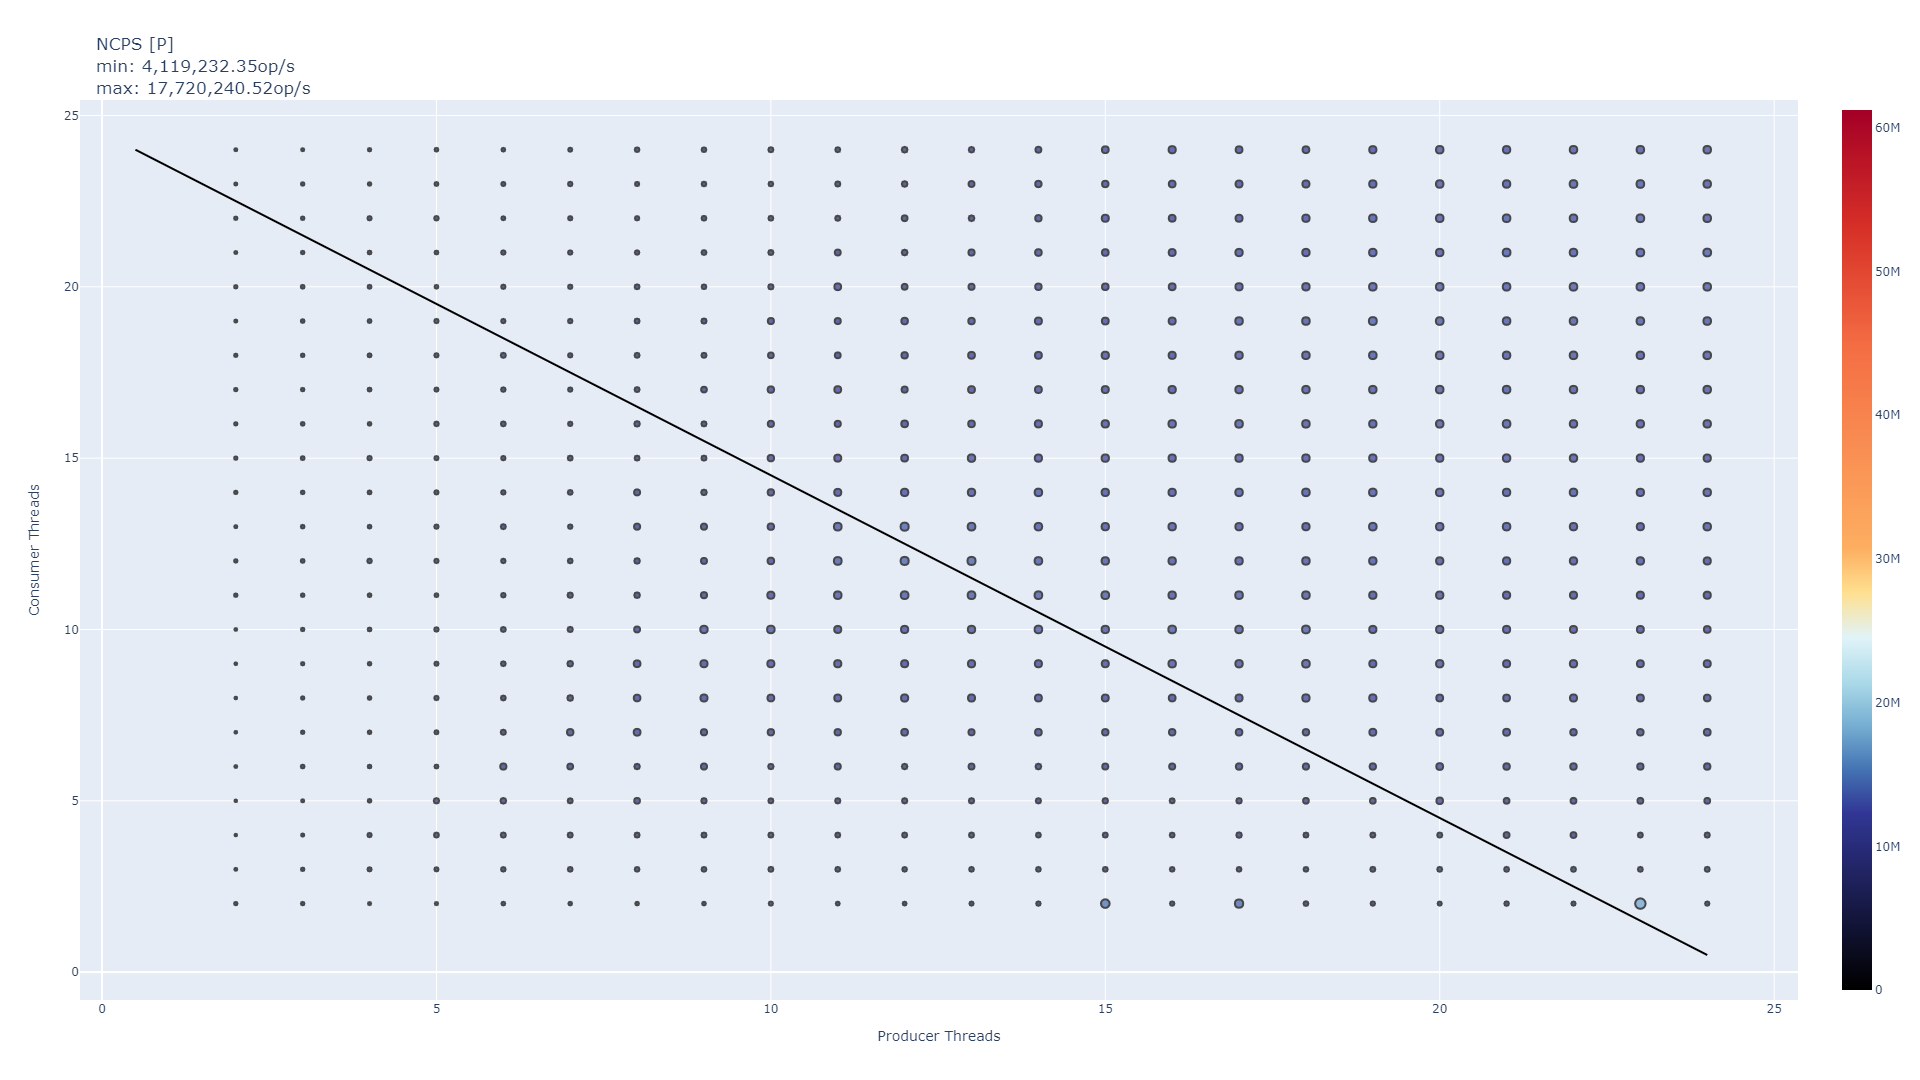 NCPS [P]
min: 4,119,232.35op/s
max: 17,720,240.52op/s
25
20
15
10
5
0
Consumer Threads
0
5
10
15
20
25
Producer Threads
60M
50M
40M
30M
20M
10M
0